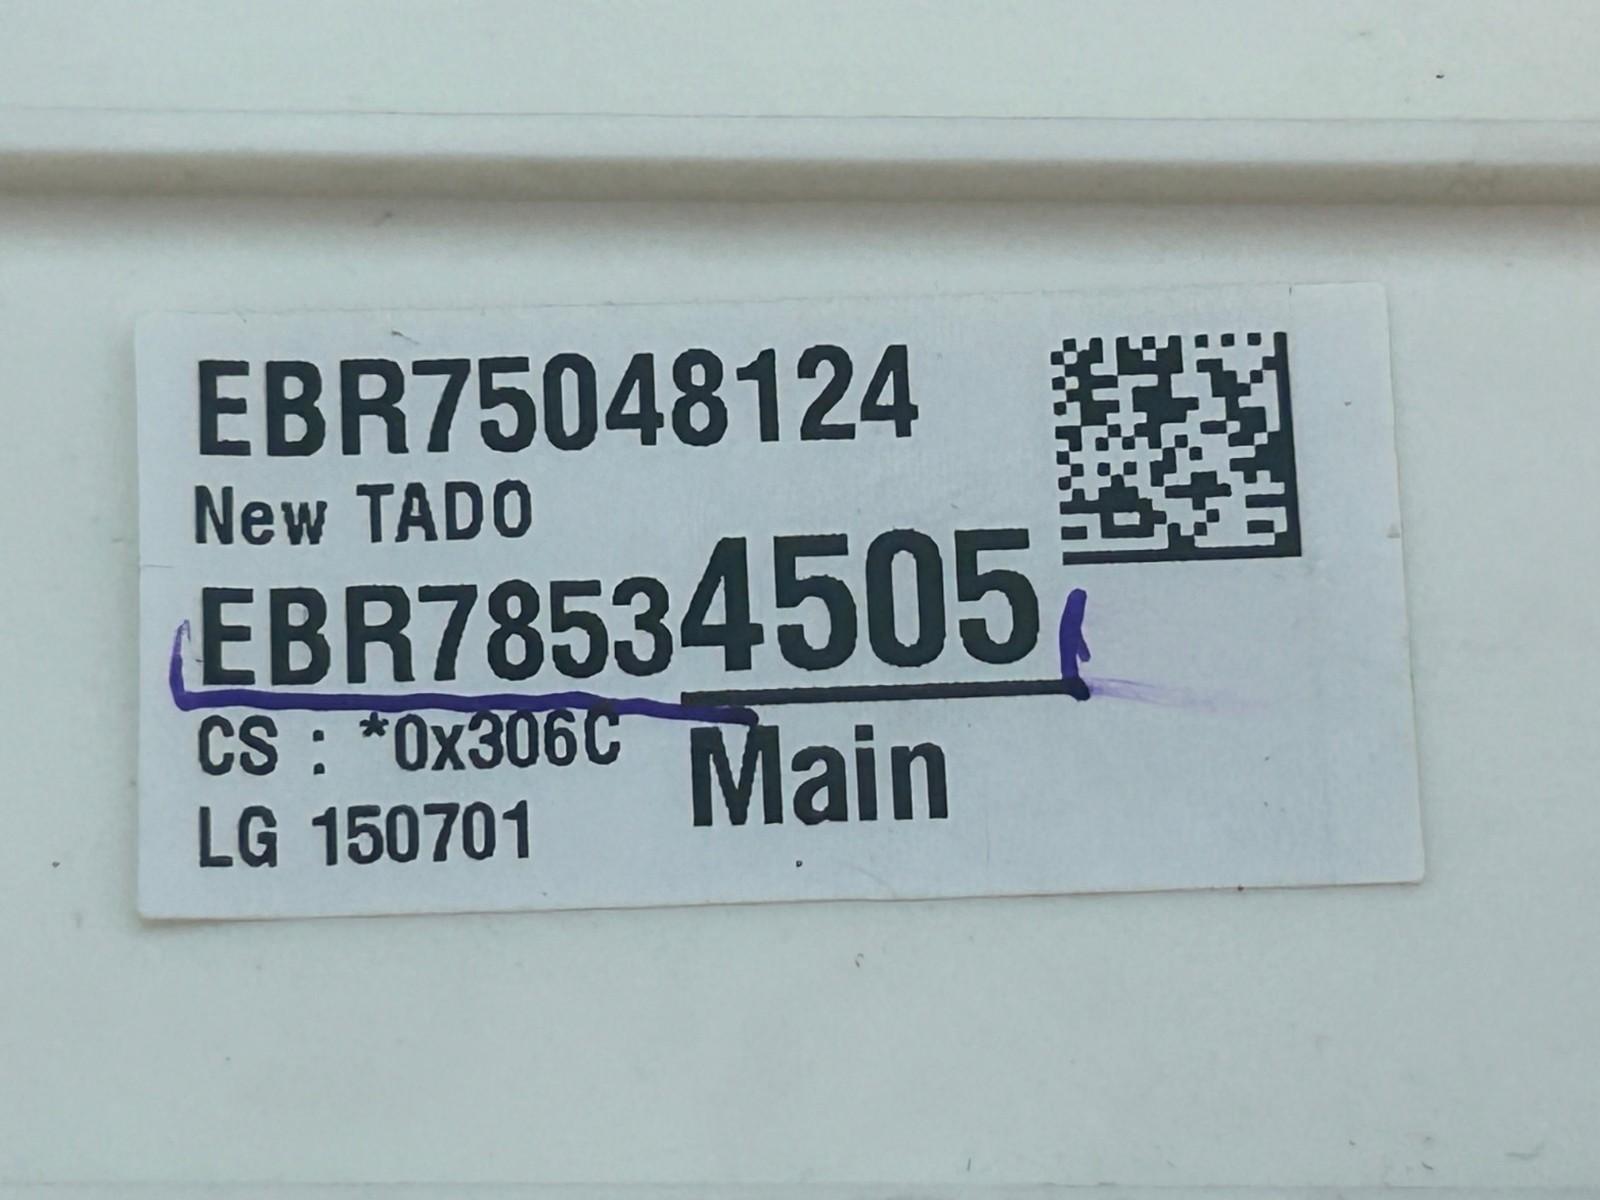 EBR75048124
New TADO
EBR78534505
CS : *0x306C
Main
LG 150701